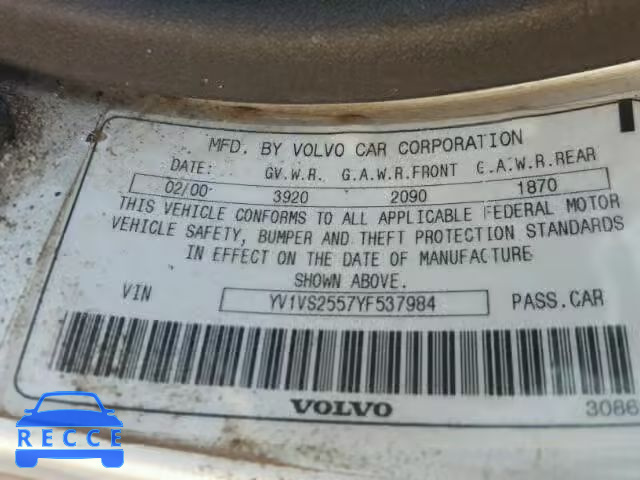 MFD. BY VOLVO CAR CORPORATION
DATE: G.V.W.R. G.A.W.R.FRONT G.A.W.R.REAR
02/00 3920 2090 1870
THIS VEHICLE CONFORMS TO ALL APPLICABLE FEDERAL MOTOR
VEHICLE SAFETY, BUMPER AND THEFT PROTECTION STANDARDS
IN EFFECT ON THE DATE OF MANUFACTURE
SHOWN ABOVE.
VIN YV1VS2557YF537984 PASS.CAR
VOLVO 3086
RECCE